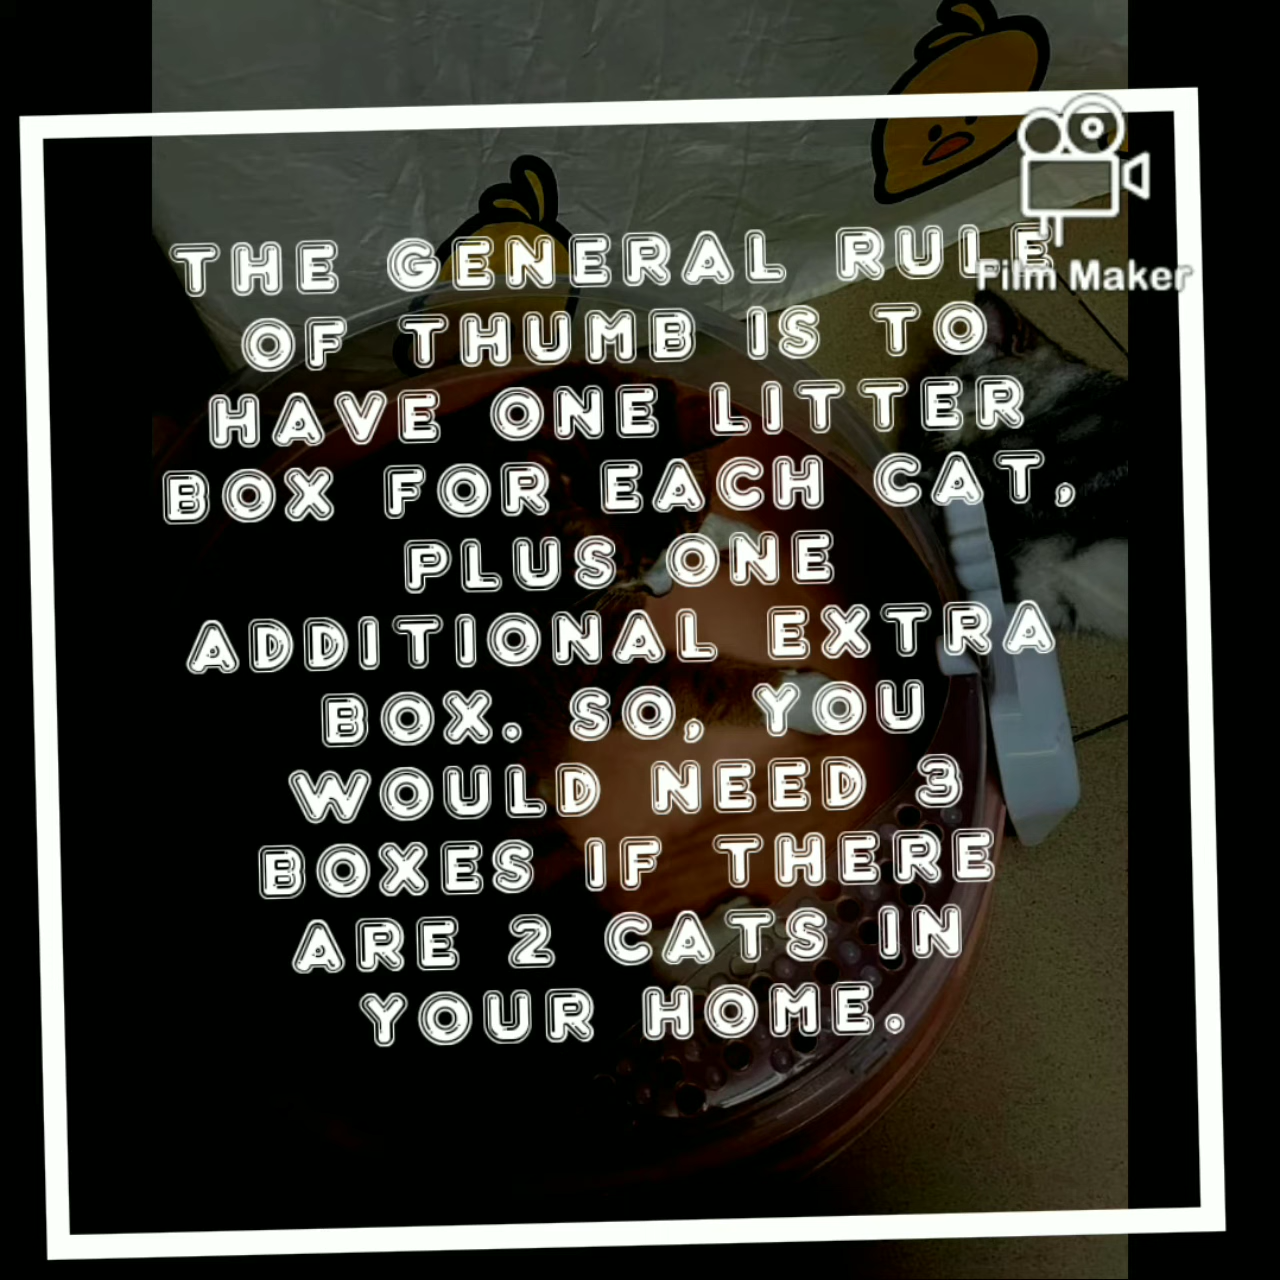 THE GENERAL RULE
OF THUMB IS TO
HAVE ONE LITTER
BOX FOR EACH CAT,
PLUS ONE
ADDITIONAL EXTRA
BOX. SO, YOU
WOULD NEED 3
BOXES IF THERE
ARE 2 CATS IN
YOUR HOME.
Film Maker